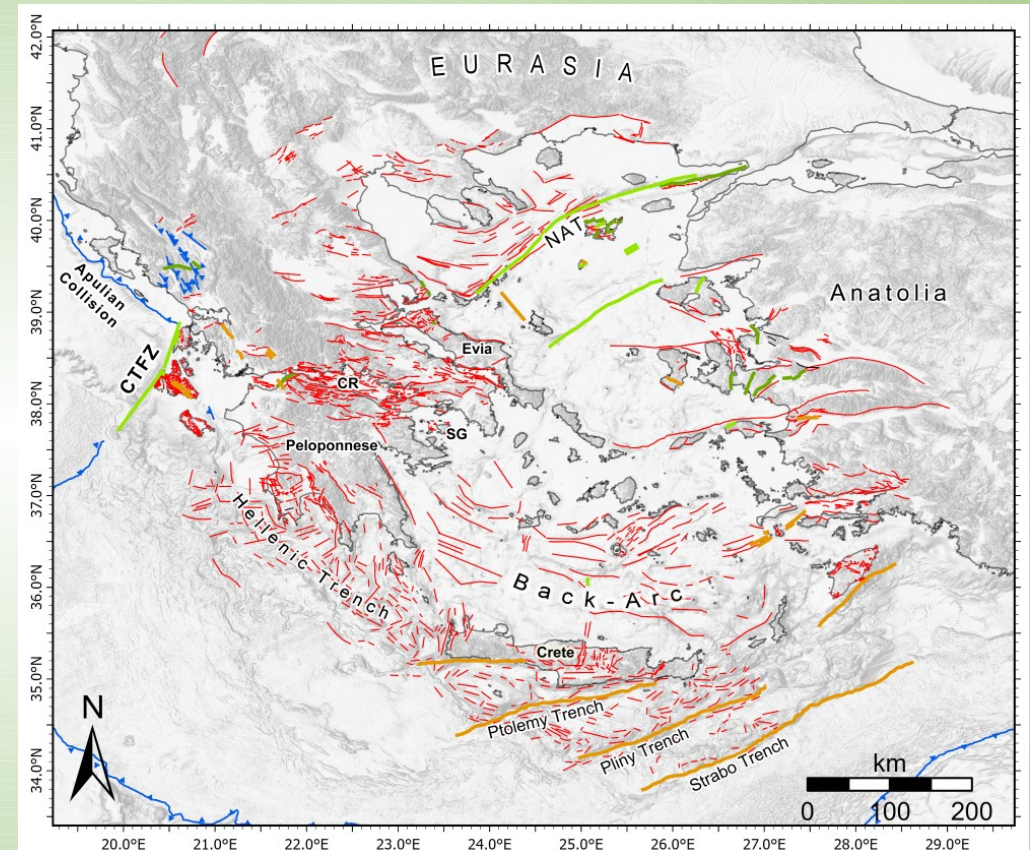 42.0°N
41.0°N
40.0°N
39.0°N
38.0°N
37.0°N
36.0°N
35.0°N
34.0°N
EURASIA
NAT
Apulian
Collision
Anatolia
CTFZ
Evia
CR
SG
Peloponnese
Hellenic Trench
Back-Arc
Crete
Ptolemy Trench
Pliny Trench
Strabo Trench
N
km
0 100 200
20.0°E 21.0°E 22.0°E 23.0°E 24.0°E 25.0°E 26.0°E 27.0°E 28.0°E 29.0°E